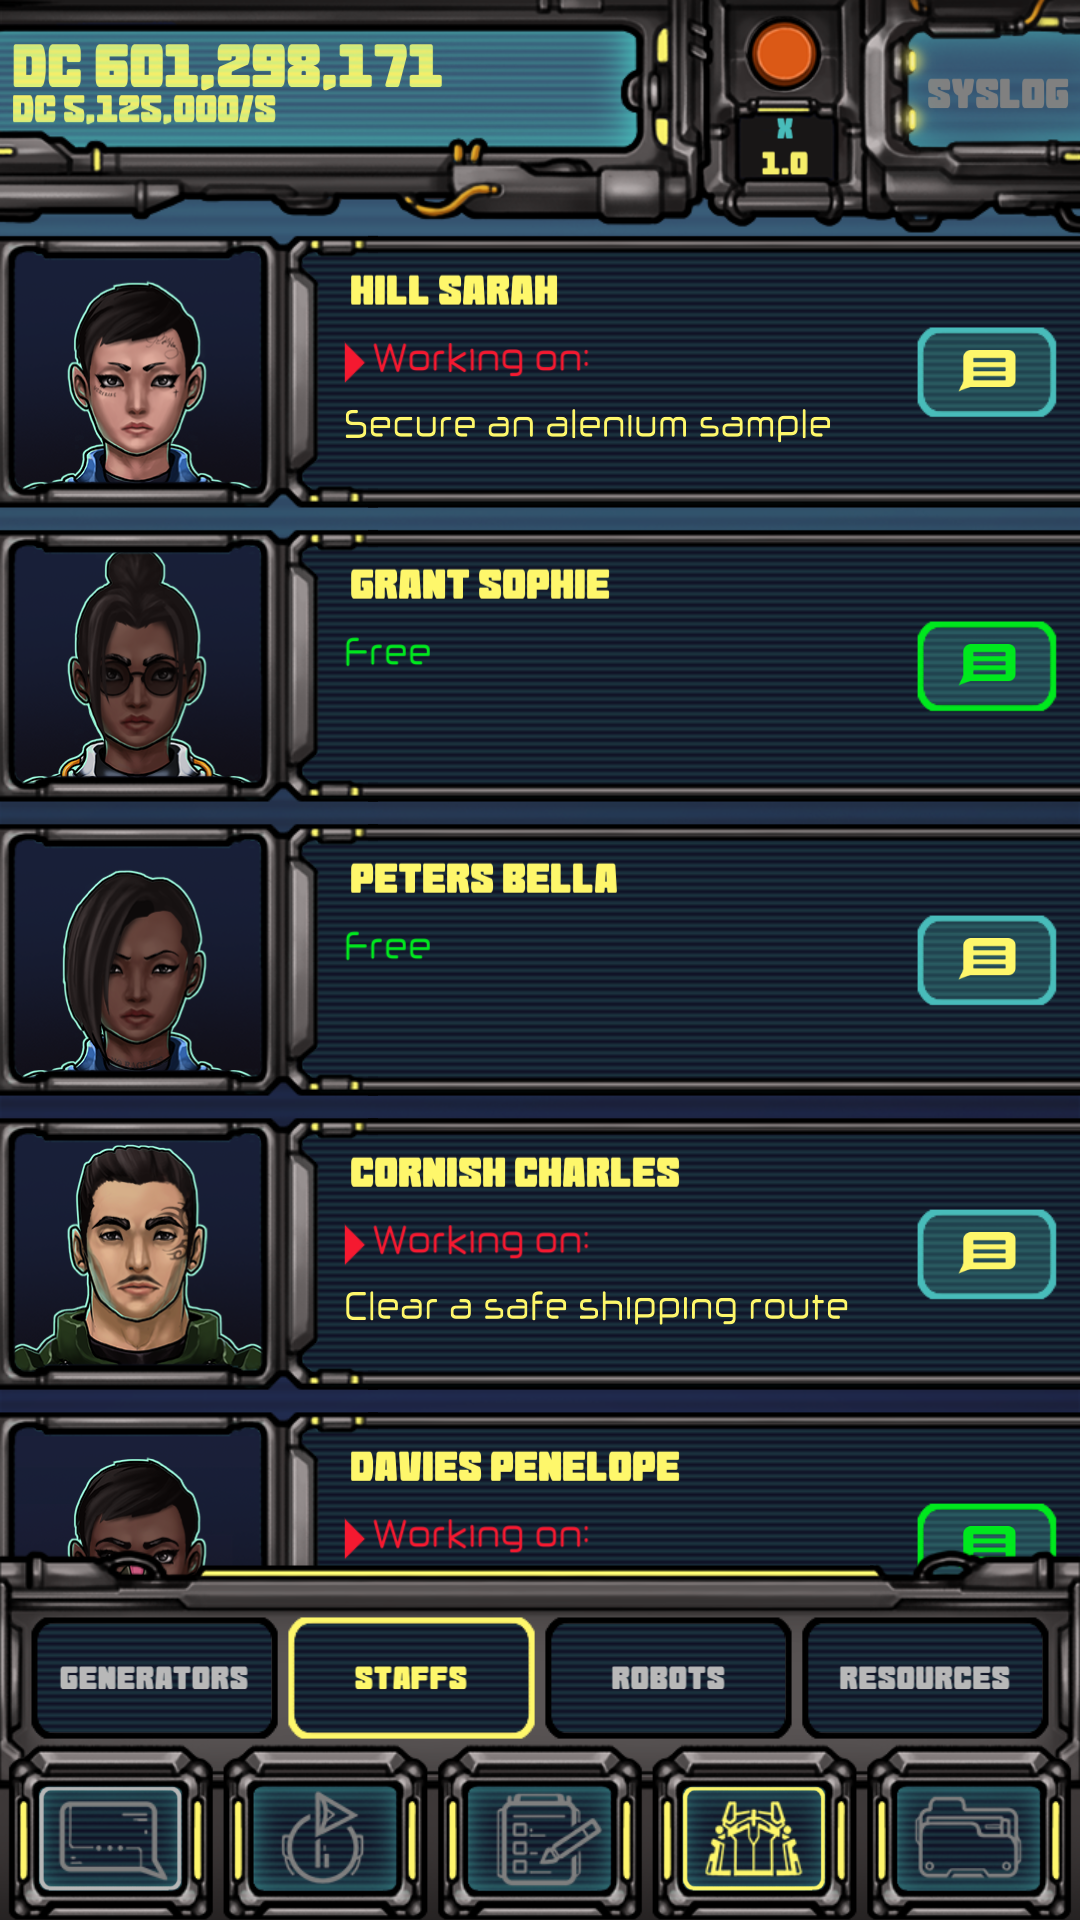 DC 601,298,171
DC 5,125,000/S
X
1.0
SYSLOG
HILL SARAH
Working on:
Secure an alenium sample
GRANT SOPHIE
Free
PETERS BELLA
Free
CORNISH CHARLES
Working on:
Clear a safe shipping route
DAVIES PENELOPE
Working on:
GENERATORS
STAFFS
ROBOTS
RESOURCES